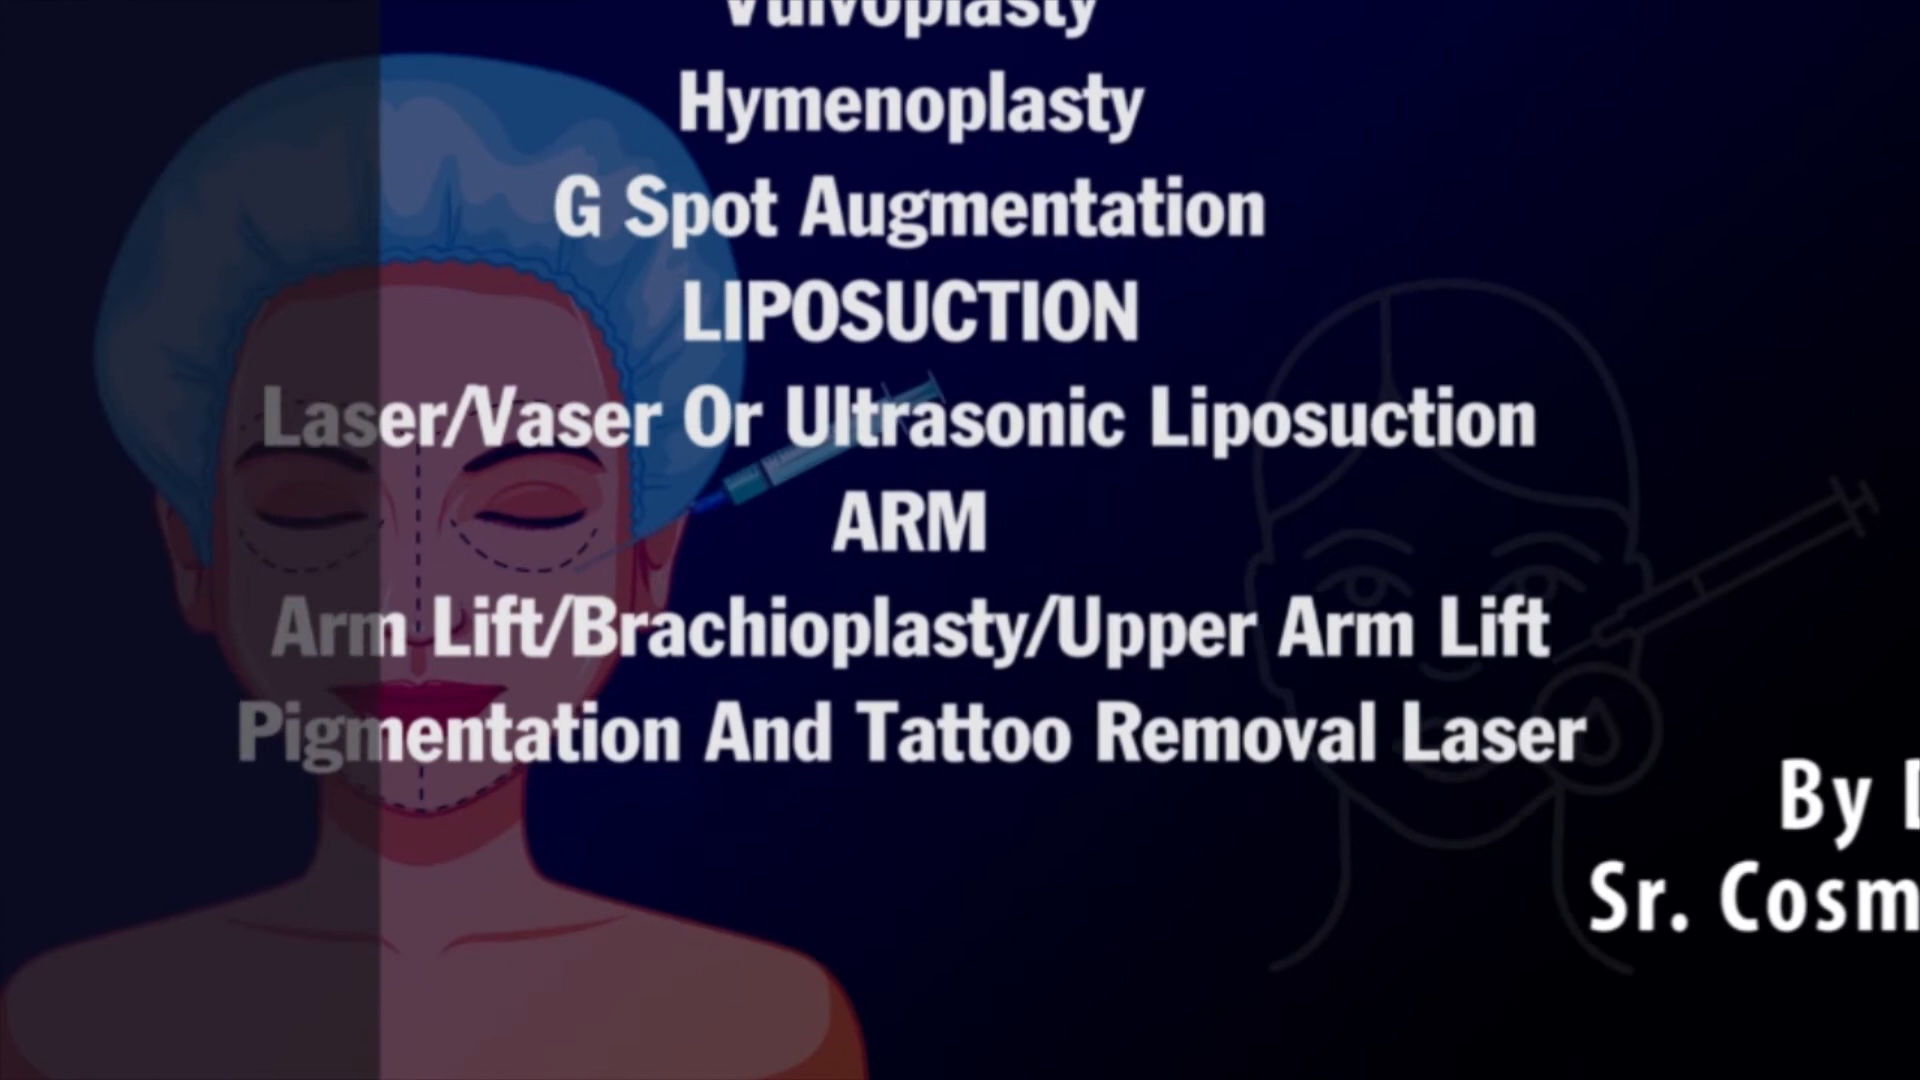 Vulvoplasty
Hymenoplasty
G Spot Augmentation
LIPOSUCTION
Laser/Vaser Or Ultrasonic Liposuction
ARM
Arm Lift/Brachioplasty/Upper Arm Lift
Pigmentation And Tattoo Removal Laser
By
Sr.